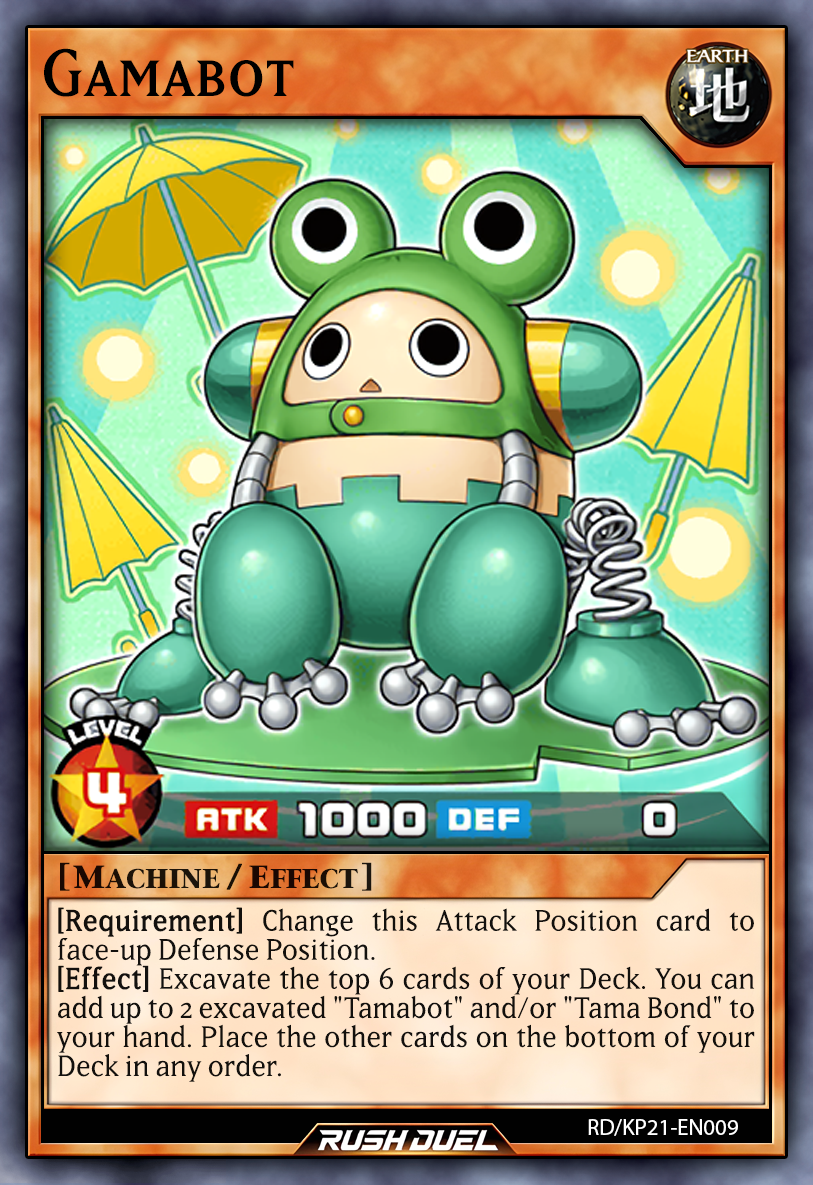 Gamabot
EARTH
地
LEVEL
4
ATK 1000 DEF 0
[Machine / Effect]
[Requirement] Change this Attack Position card to
face-up Defense Position.
[Effect] Excavate the top 6 cards of your Deck. You can
add up to 2 excavated "Tamabot" and/or "Tama Bond" to
your hand. Place the other cards on the bottom of your
Deck in any order.
RD/KP21-EN009
RUSH DUEL